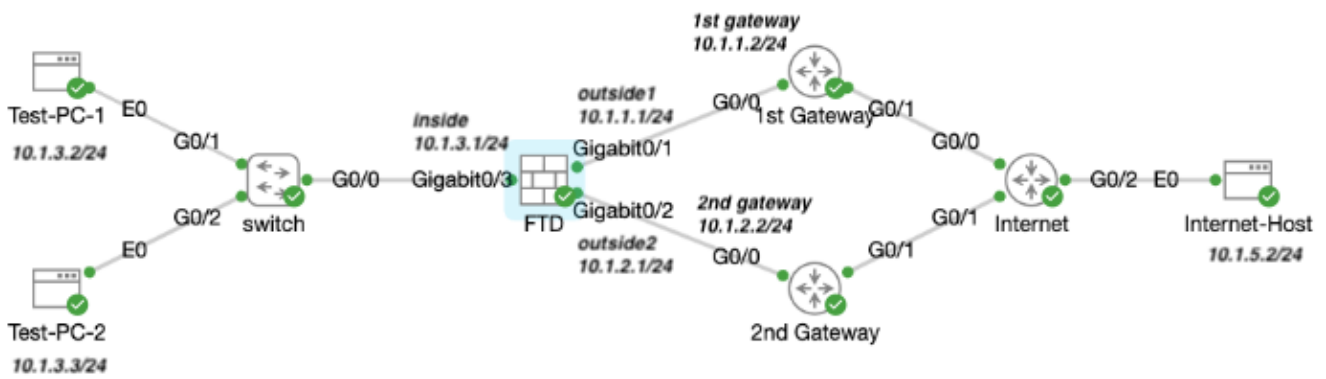 1st gateway
10.1.1.2/24
Test-PC-1
10.1.3.2/24
E0
G0/1
inside
10.1.3.1/24
outside1
10.1.1.1/24
G0/0
1st Gateway
G0/1
G0/0
Gigabit0/1
switch
G0/0
Gigabit0/3
FTD
Gigabit0/2
outside2
10.1.2.1/24
2nd gateway
10.1.2.2/24
G0/0
G0/1
G0/1
Internet
G0/2
E0
Internet-Host
10.1.5.2/24
G0/2
E0
Test-PC-2
10.1.3.3/24
2nd Gateway